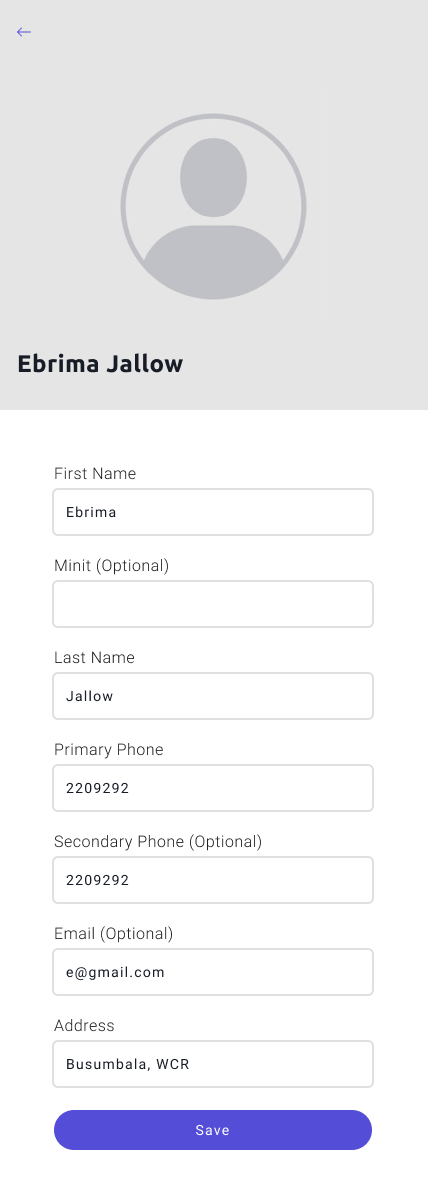 Ebrima Jallow
First Name
Ebrima
Minit (Optional)
Last Name
Jallow
Primary Phone
2209292
Secondary Phone (Optional)
2209292
Email (Optional)
e@gmail.com
Address
Busumbala, WCR
Save